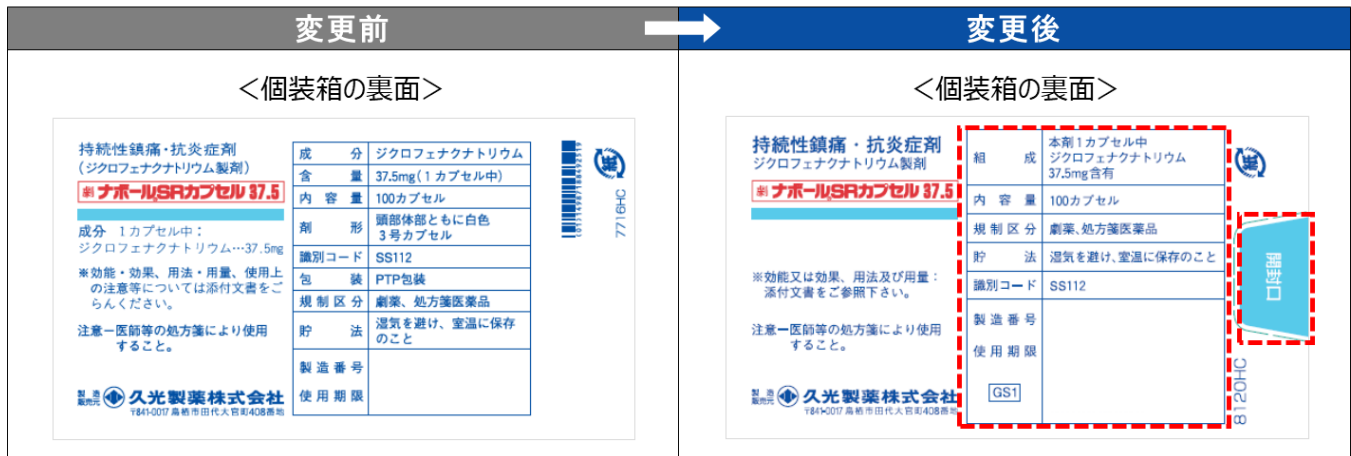 変更前
変更後
<個装箱の裏面>
持続性鎮痛・抗炎症剤
(ジクロフェナクナトリウム製剤)
劇 ナボールSRカプセル 37.5
成分 1カプセル中:
ジクロフェナクナトリウム…37.5mg
※効能・効果、用法・用量、使用上
の注意等については添付文書をご
らんください。
注意－医師等の処方箋により使用
すること。
製造販売元 久光製薬株式会社
〒841-0017 鳥栖市田代大官町408番地
成分 ジクロフェナクナトリウム
含量 37.5mg(1カプセル中)
内容量 100カプセル
剤形 頭部体部ともに白色
3号カプセル
識別コード SS112
包装 PTP包装
規制区分 劇薬、処方箋医薬品
貯法 湿気を避け、室温に保存
のこと
製造番号
使用期限
(01)14987188492519
紙
7716HC
<個装箱の裏面>
持続性鎮痛・抗炎症剤
ジクロフェナクナトリウム製剤
劇 ナボールSRカプセル 37.5
※効能又は効果、用法及び用量:
添付文書をご参照下さい。
注意－医師等の処方箋により使用
すること。
製造販売元 久光製薬株式会社
〒841-0017 鳥栖市田代大官町408番地
組成 本剤1カプセル中
ジクロフェナクナトリウム
37.5mg含有
内容量 100カプセル
規制区分 劇薬、処方箋医薬品
貯法 湿気を避け、室温に保存のこと
識別コード SS112
製造番号
使用期限
GS1
紙
開封口
8120HC